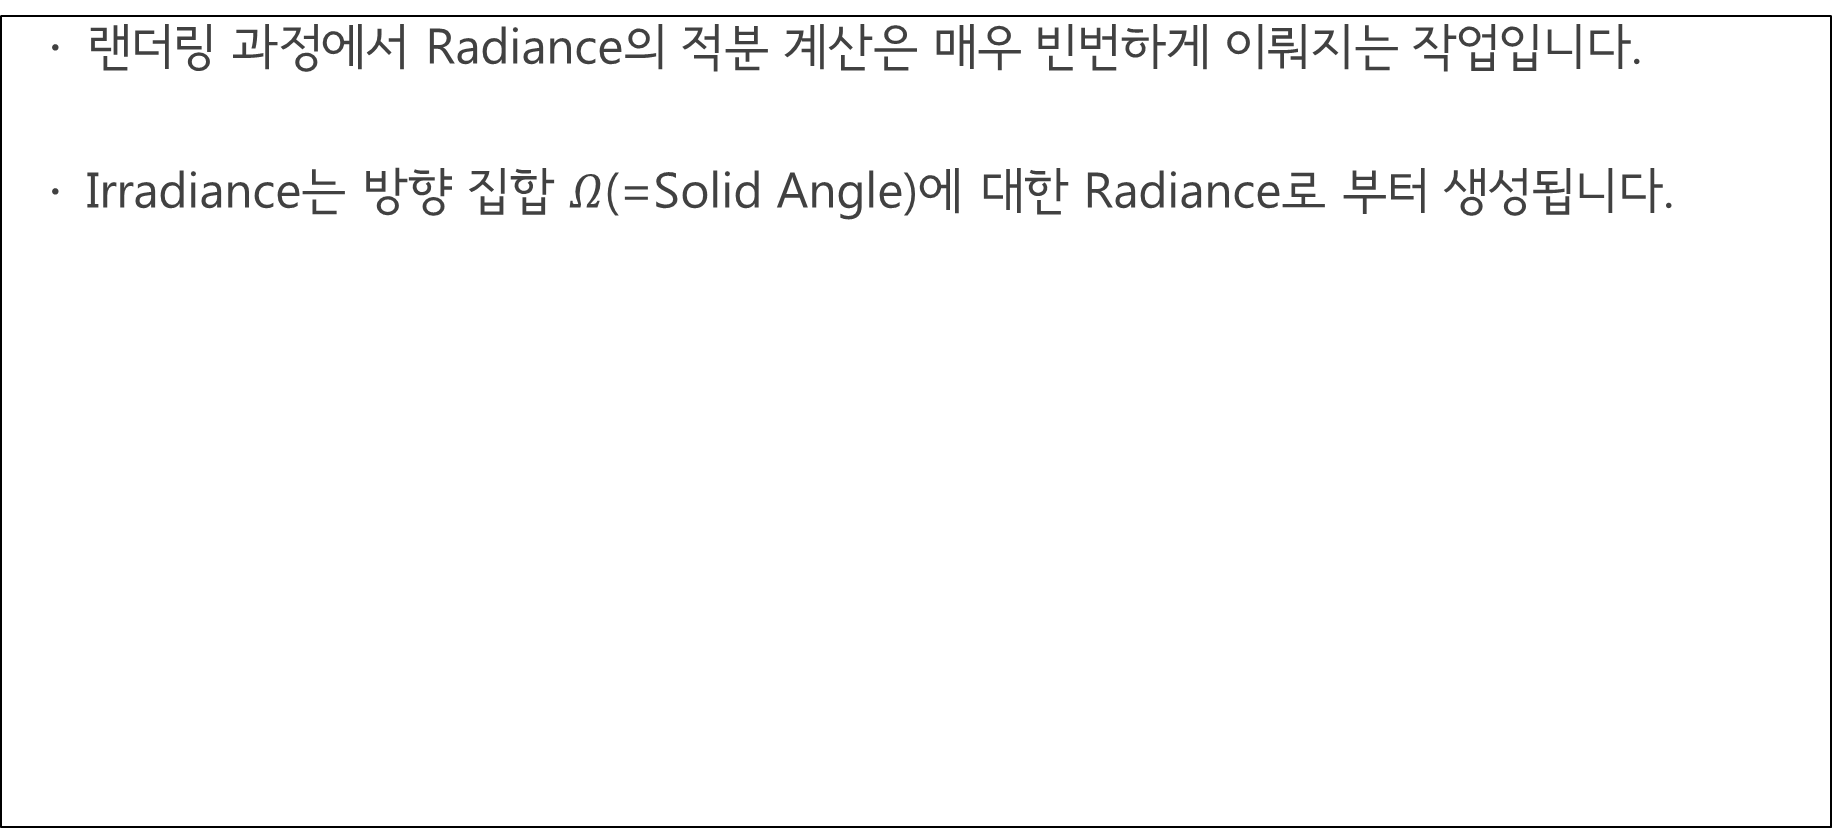 · 랜더링 과정에서 Radiance의 적분 계산은 매우 빈번하게 이뤄지는 작업입니다.
· Irradiance는 방향 집합 Ω(=Solid Angle)에 대한 Radiance로 부터 생성됩니다.